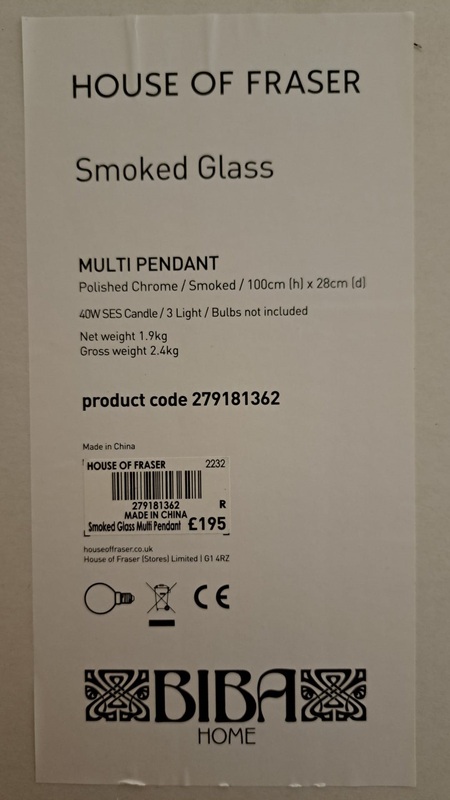 HOUSE OF FRASER
Smoked Glass
MULTI PENDANT
Polished Chrome / Smoked / 100cm (h) x 28cm (d)
40W SES Candle / 3 Light / Bulbs not included
Net weight 1.9kg
Gross weight 2.4kg
product code 279181362
Made in China
HOUSE OF FRASER 2232
279181362 R
MADE IN CHINA
Smoked Glass Multi Pendant £195
houseoffraser.co.uk
House of Fraser (Stores) Limited | G1 4RZ
CE
BIBA
HOME